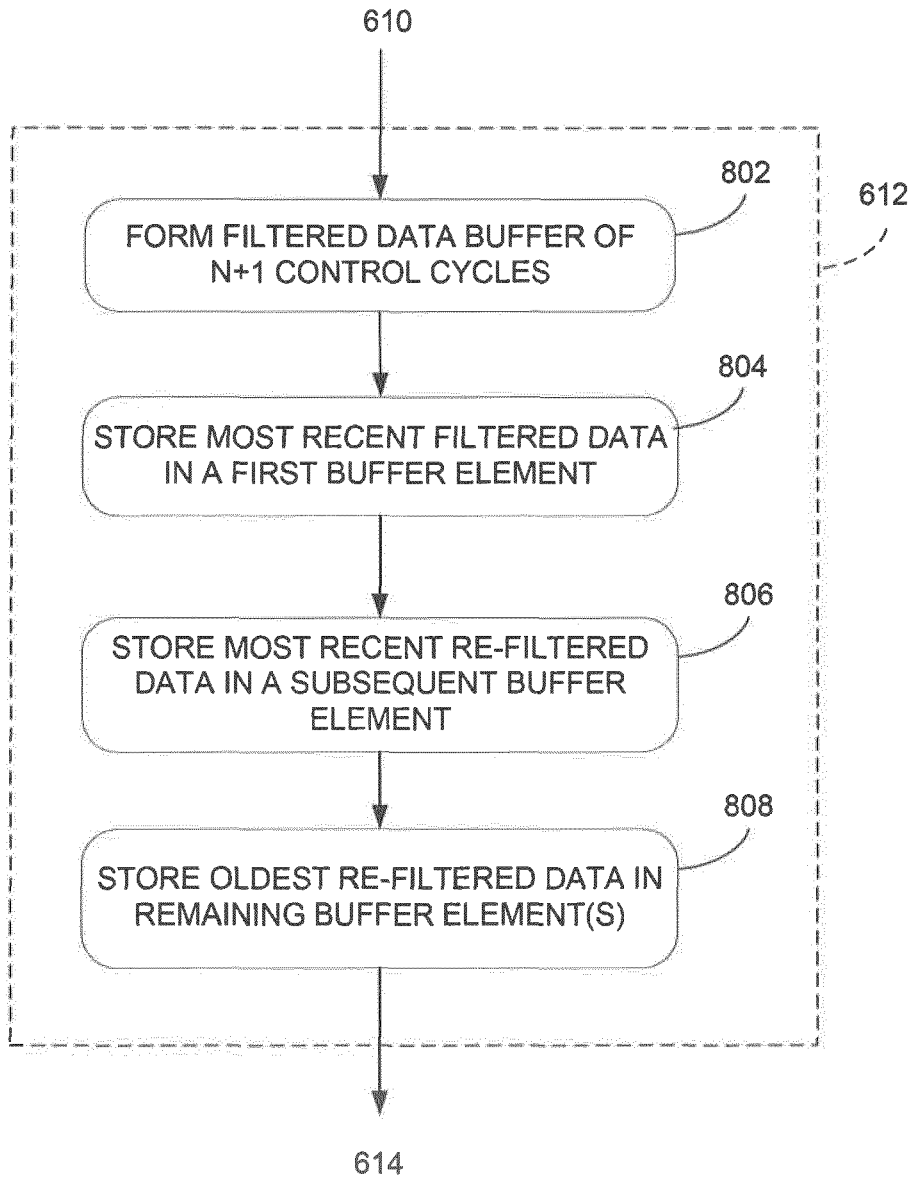 610
802
612
FORM FILTERED DATA BUFFER OF
N+1 CONTROL CYCLES
804
STORE MOST RECENT FILTERED DATA
IN A FIRST BUFFER ELEMENT
806
STORE MOST RECENT RE-FILTERED
DATA IN A SUBSEQUENT BUFFER
ELEMENT
808
STORE OLDEST RE-FILTERED DATA IN
REMAINING BUFFER ELEMENT(S)
614